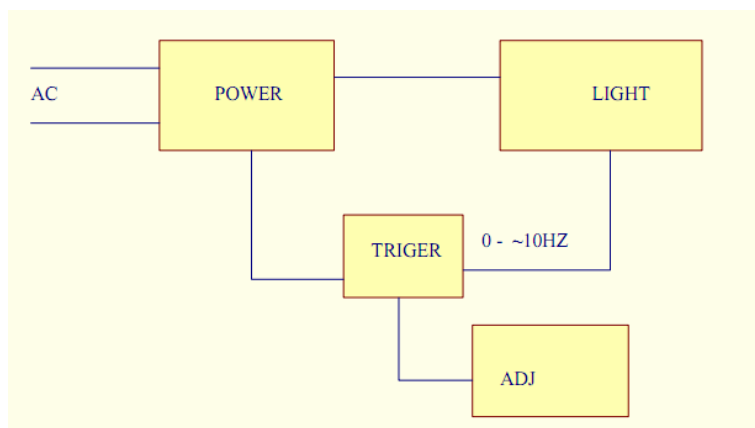 AC
POWER
LIGHT
TRIGER
0 - ~10HZ
ADJ